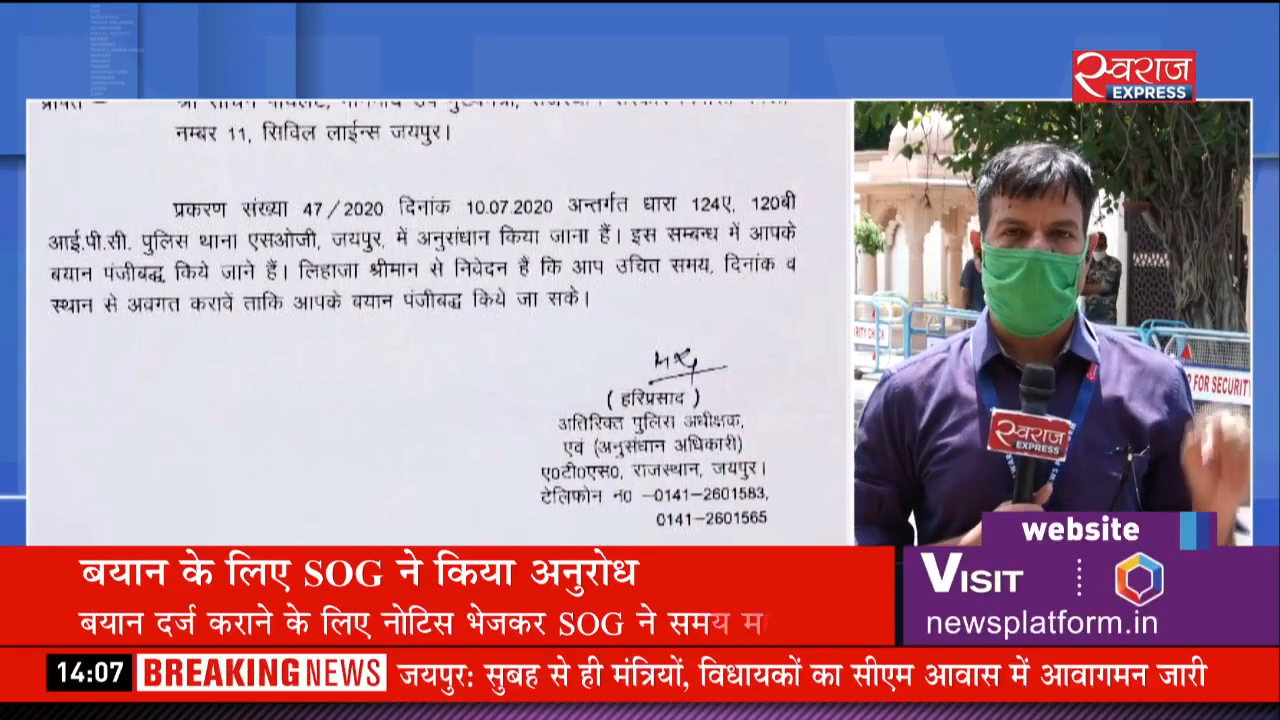 स्वराज
EXPRESS
नम्बर 11, सिविल लाईन्स जयपुर।
प्रकरण संख्या 47/2020 दिनांक 10.07.2020 अन्तर्गत धारा 124ए, 120बी
आई.पी.सी. पुलिस थाना एसओजी, जयपुर, में अनुसंधान किया जाना हैं। इस सम्बन्ध में आपके
बयान पंजीबद्ध किये जाने हैं। लिहाजा श्रीमान से निवेदन हैं कि आप उचित समय, दिनांक व
स्थान से अवगत करावें ताकि आपके बयान पंजीबद्ध किये जा सके।
( हरिप्रसाद )
अतिरिक्त पुलिस अधीक्षक,
एवं (अनुसंधान अधिकारी)
ए0टी0एस0, राजस्थान, जयपुर।
टेलिफोन न0 -0141-2601583,
0141-2601565
URITY CHECK
FOR SECURITY
स्वराज
EXPRESS
website
VISIT
newsplatform.in
बयान के लिए SOG ने किया अनुरोध
बयान दर्ज कराने के लिए नोटिस भेजकर SOG ने समय
14:07 BREAKING NEWS जयपुर: सुबह से ही मंत्रियों, विधायकों का सीएम आवास में आवागमन जारी